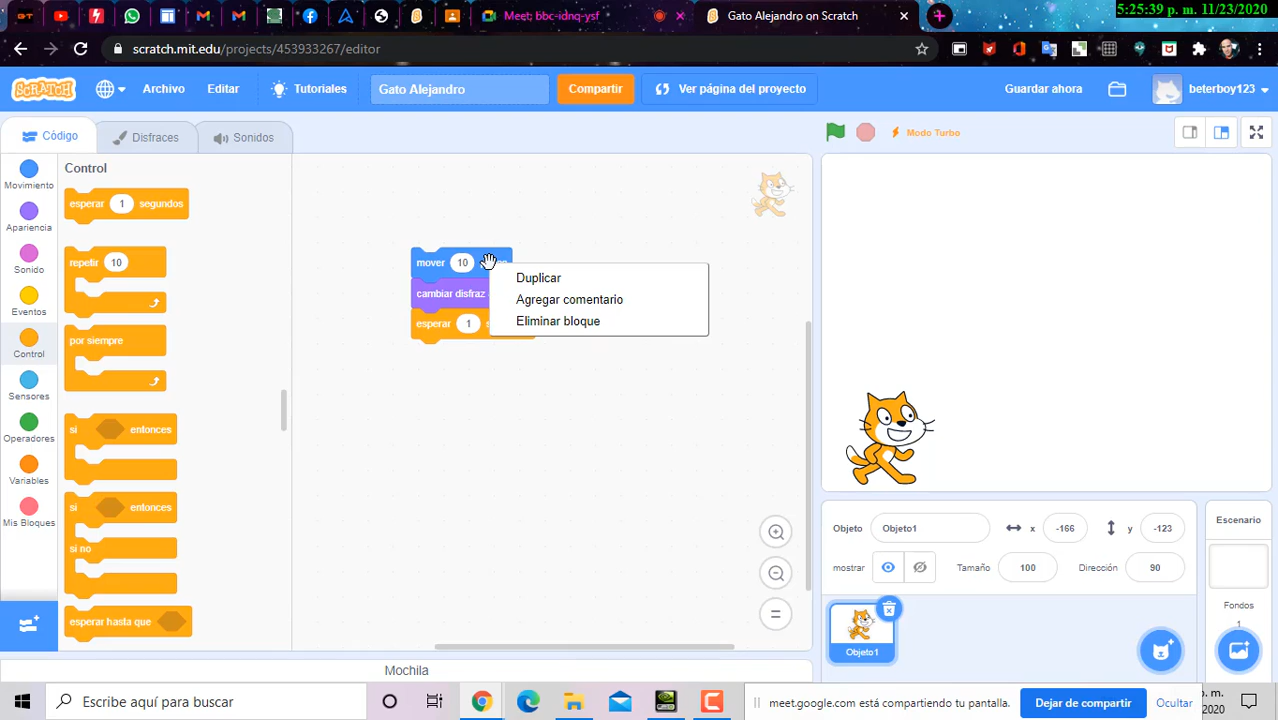 Meet: bbc-idnq-ysf
Gato Alejandro on Scratch
5:25:39 p. m. 11/23/2020
scratch.mit.edu/projects/453933267/editor
SCRATCH
Archivo
Editar
Tutoriales
Gato Alejandro
Compartir
Ver página del proyecto
Guardar ahora
beterboy123
Código
Disfraces
Sonidos
Modo Turbo
Movimiento
Apariencia
Sonido
Eventos
Control
Sensores
Operadores
Variables
Mis Bloques
Control
esperar 1 segundos
repetir 10
por siempre
si entonces
si entonces
si no
esperar hasta que
mover 10
cambiar disfraz
esperar 1
Duplicar
Agregar comentario
Eliminar bloque
Objeto
Objeto1
x
-166
y
-123
mostrar
Tamaño
100
Dirección
90
Objeto1
Escenario
Fondos
1
Mochila
Escribe aquí para buscar
meet.google.com está compartiendo tu pantalla.
Dejar de compartir
Ocultar
p. m.
2020